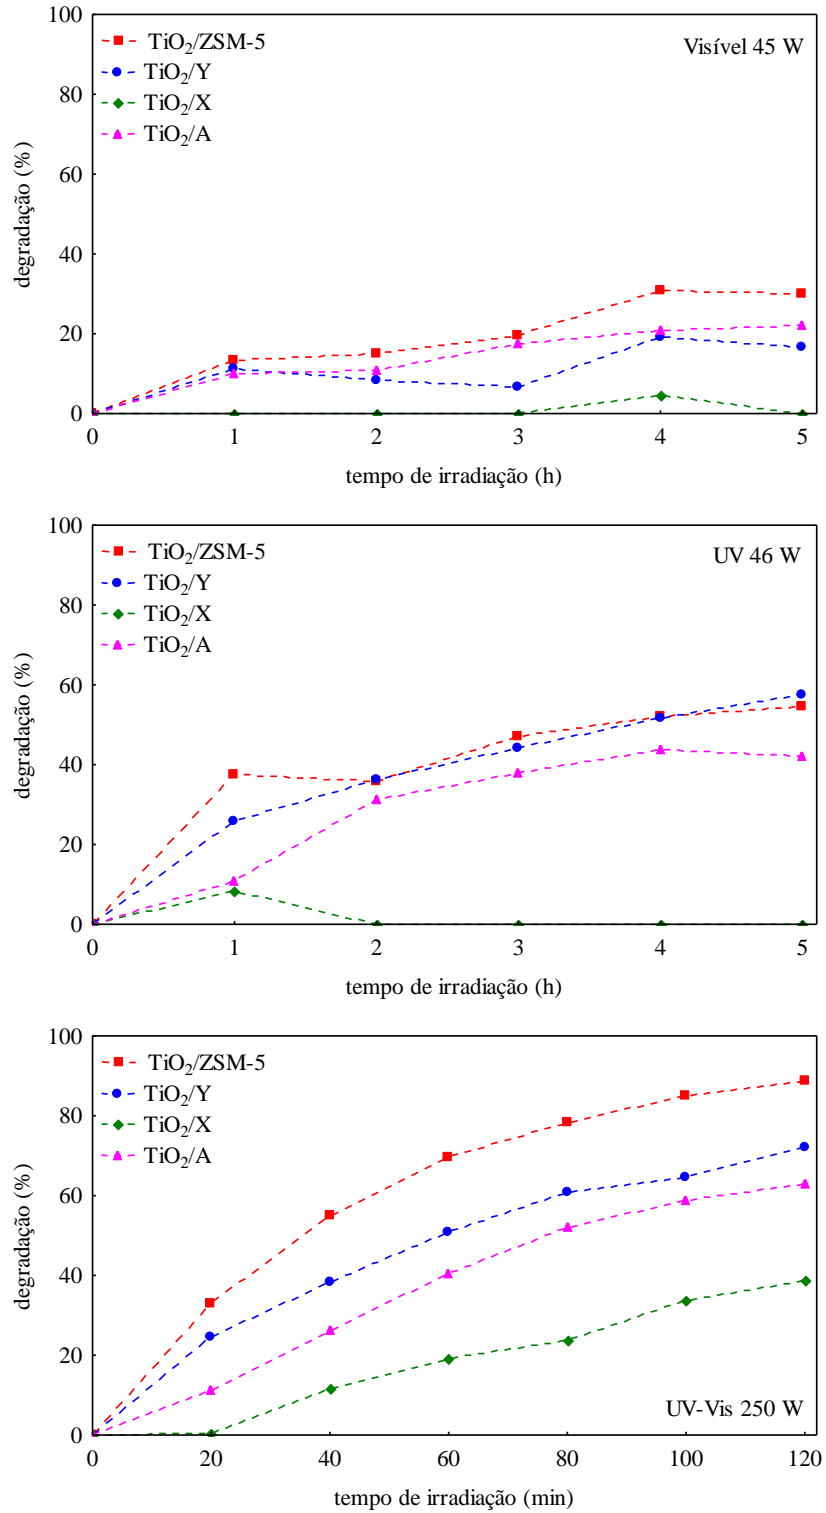 100
80
60
40
20
0
degradação (%)
TiO2/ZSM-5
TiO2/Y
TiO2/X
TiO2/A
Visível 45 W
0 1 2 3 4 5
tempo de irradiação (h)
100
80
60
40
20
0
degradação (%)
TiO2/ZSM-5
TiO2/Y
TiO2/X
TiO2/A
UV 46 W
0 1 2 3 4 5
tempo de irradiação (h)
100
80
60
40
20
0
degradação (%)
TiO2/ZSM-5
TiO2/Y
TiO2/X
TiO2/A
UV-Vis 250 W
0 20 40 60 80 100 120
tempo de irradiação (min)